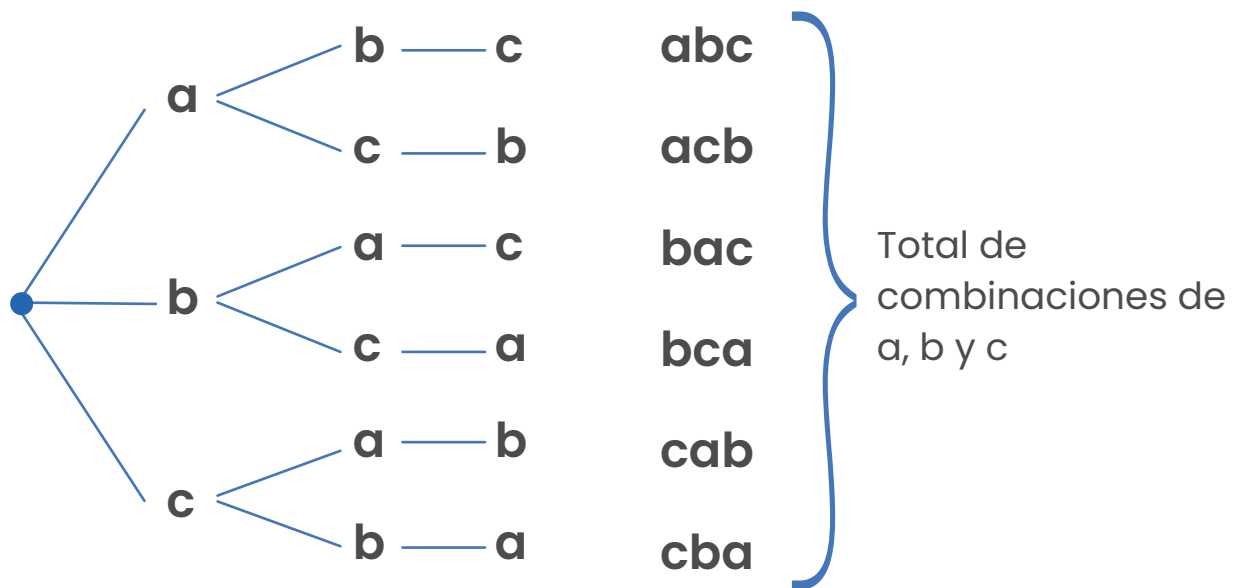 b c abc
a
c b acb
a c bac
b
c a bca
a b cab
c
b a cba
Total de
combinaciones de
a, b y c